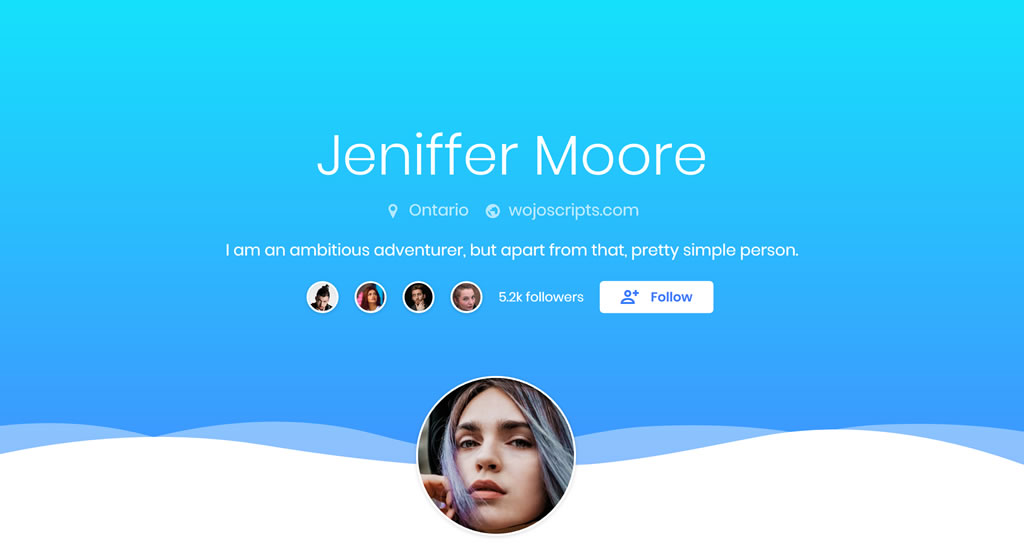 Jeniffer Moore
Ontario wojoscripts.com
I am an ambitious adventurer, but apart from that, pretty simple person.
5.2k followers Follow